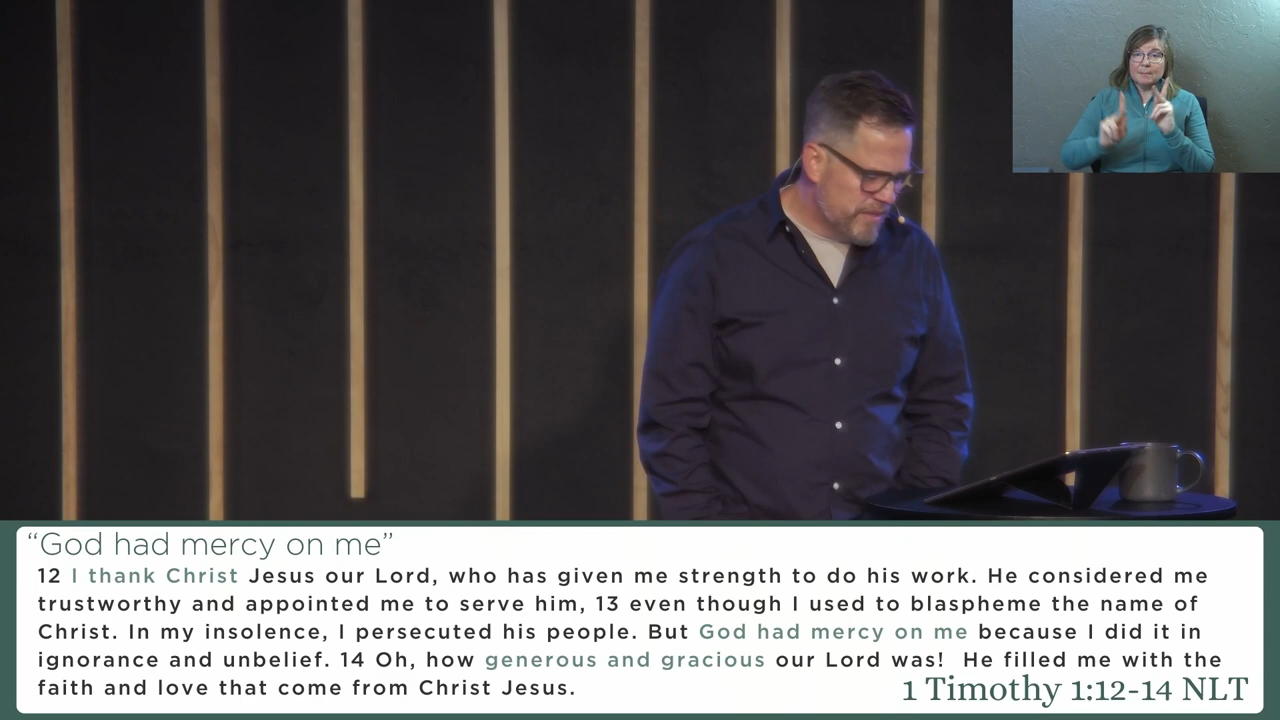 “God had mercy on me”
12 I thank Christ Jesus our Lord, who has given me strength to do his work. He considered me
trustworthy and appointed me to serve him, 13 even though I used to blaspheme the name of
Christ. In my insolence, I persecuted his people. But God had mercy on me because I did it in
ignorance and unbelief. 14 Oh, how generous and gracious our Lord was!  He filled me with the
faith and love that come from Christ Jesus.
1 Timothy 1:12-14 NLT